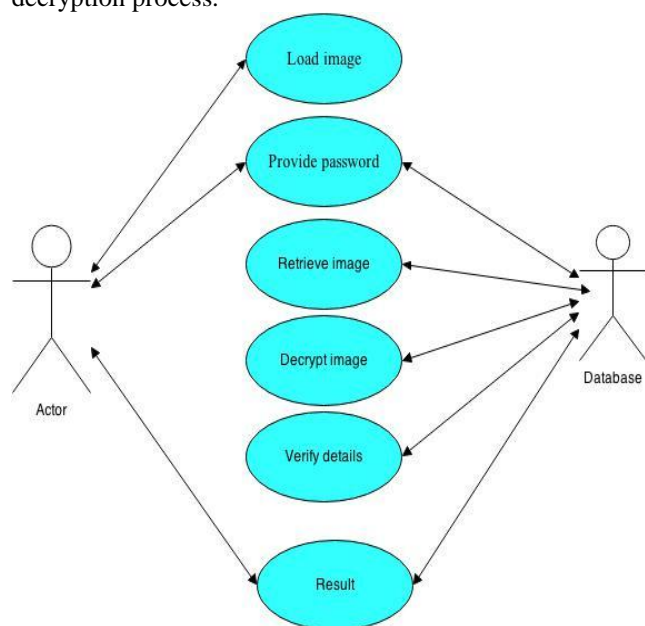 decryption process.
Load image
Provide password
Retrieve image
Decrypt image
Database
Actor
Verify details
Result